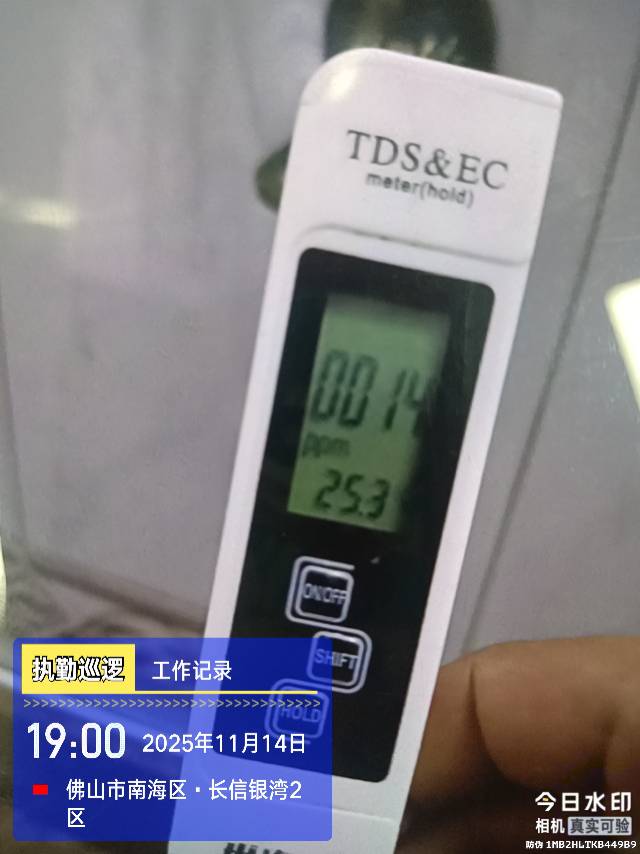 TDS&EC
meter(hold)
0014
ppm
25.3
ON/OFF
SHIFT
HOLD
执勤巡逻 工作记录
19:00 2025年11月14日
佛山市南海区·长信银湾2
区
今日水印
相机 真实可验
防伪 1MB2HLTKB449B9